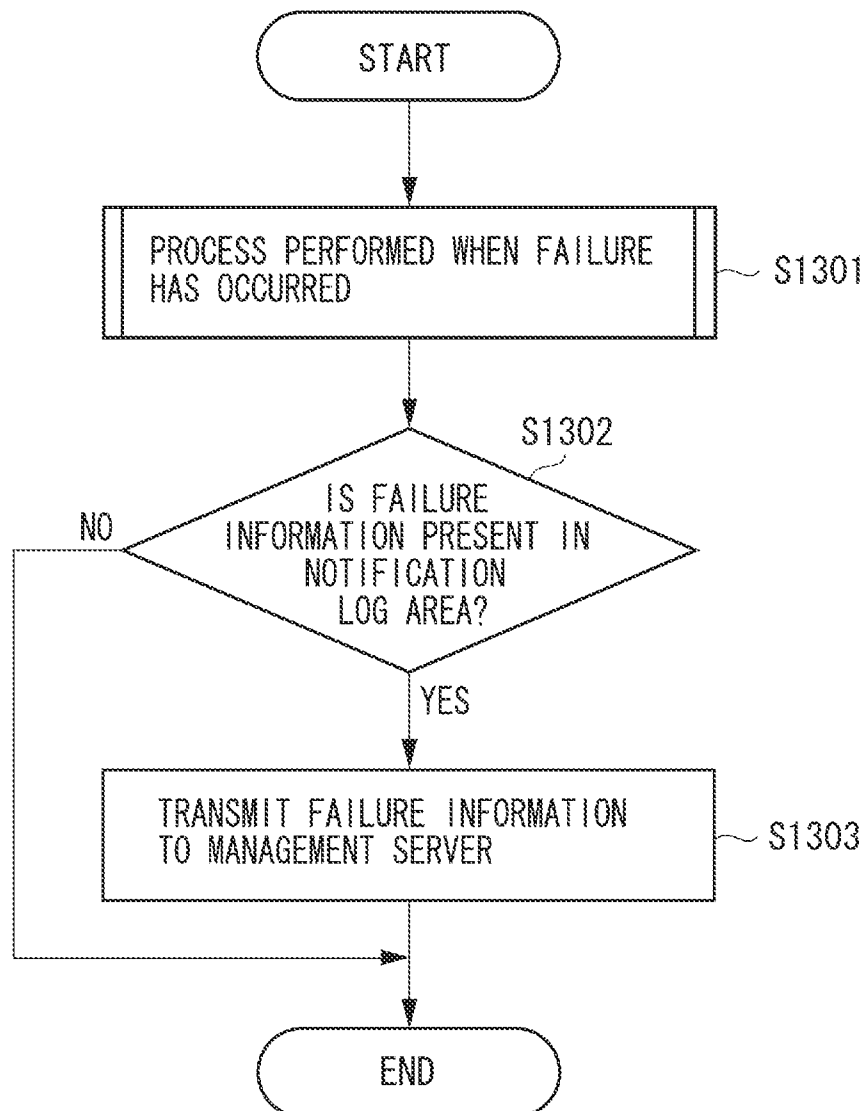 START
PROCESS PERFORMED WHEN FAILURE
HAS OCCURRED
S1301
S1302
IS FAILURE
INFORMATION PRESENT IN
NOTIFICATION
LOG AREA?
NO
YES
TRANSMIT FAILURE INFORMATION
TO MANAGEMENT SERVER
S1303
END